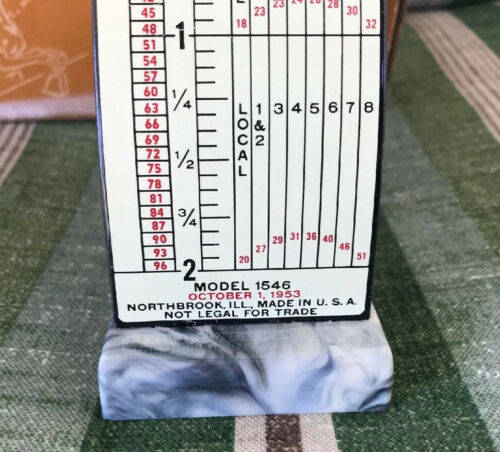 45
48
51
54
57
60
63
66
69
72
75
78
81
84
87
90
93
96
1
1/4
1/2
3/4
2
18 23 23 24 26 28 30 32
LOCAL
1 & 2
3 4 5 6 7 8
20 27 29 31 36 40 46 51
MODEL 1546
OCTOBER 1, 1953
NORTHBROOK, ILL., MADE IN U. S. A.
NOT LEGAL FOR TRADE